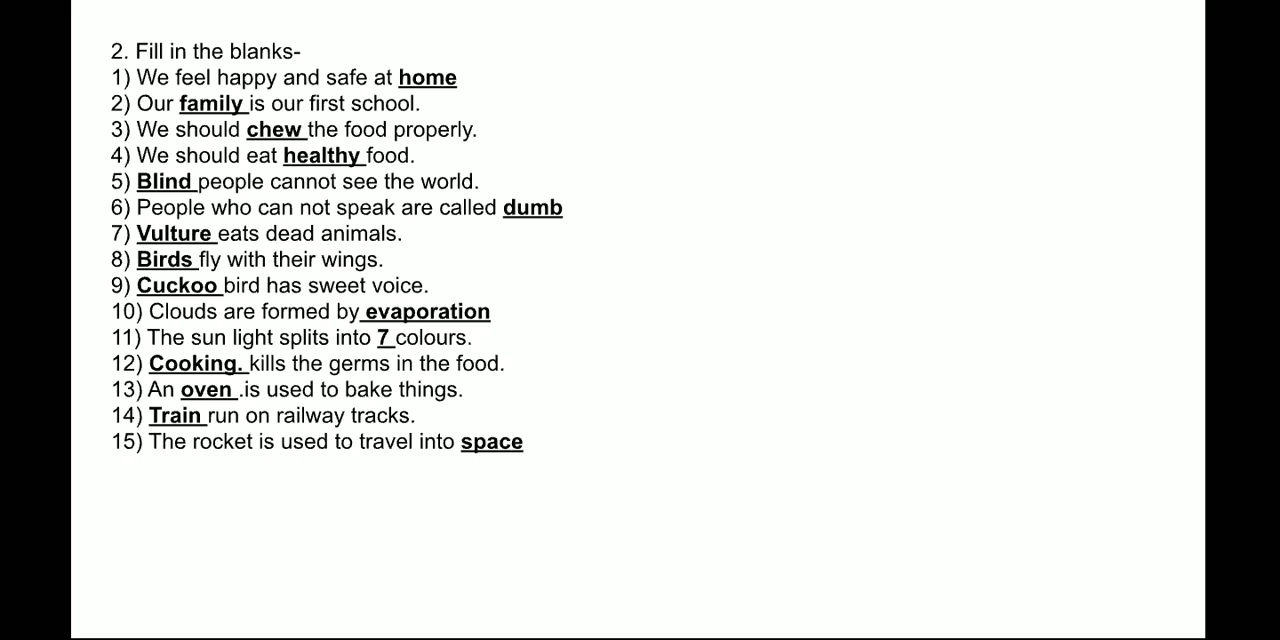 2. Fill in the blanks-
1) We feel happy and safe at home
2) Our family is our first school.
3) We should chew the food properly.
4) We should eat healthy food.
5) Blind people cannot see the world.
6) People who can not speak are called dumb
7) Vulture eats dead animals.
8) Birds fly with their wings.
9) Cuckoo bird has sweet voice.
10) Clouds are formed by evaporation
11) The sun light splits into 7 colours.
12) Cooking. kills the germs in the food.
13) An oven .is used to bake things.
14) Train run on railway tracks.
15) The rocket is used to travel into space